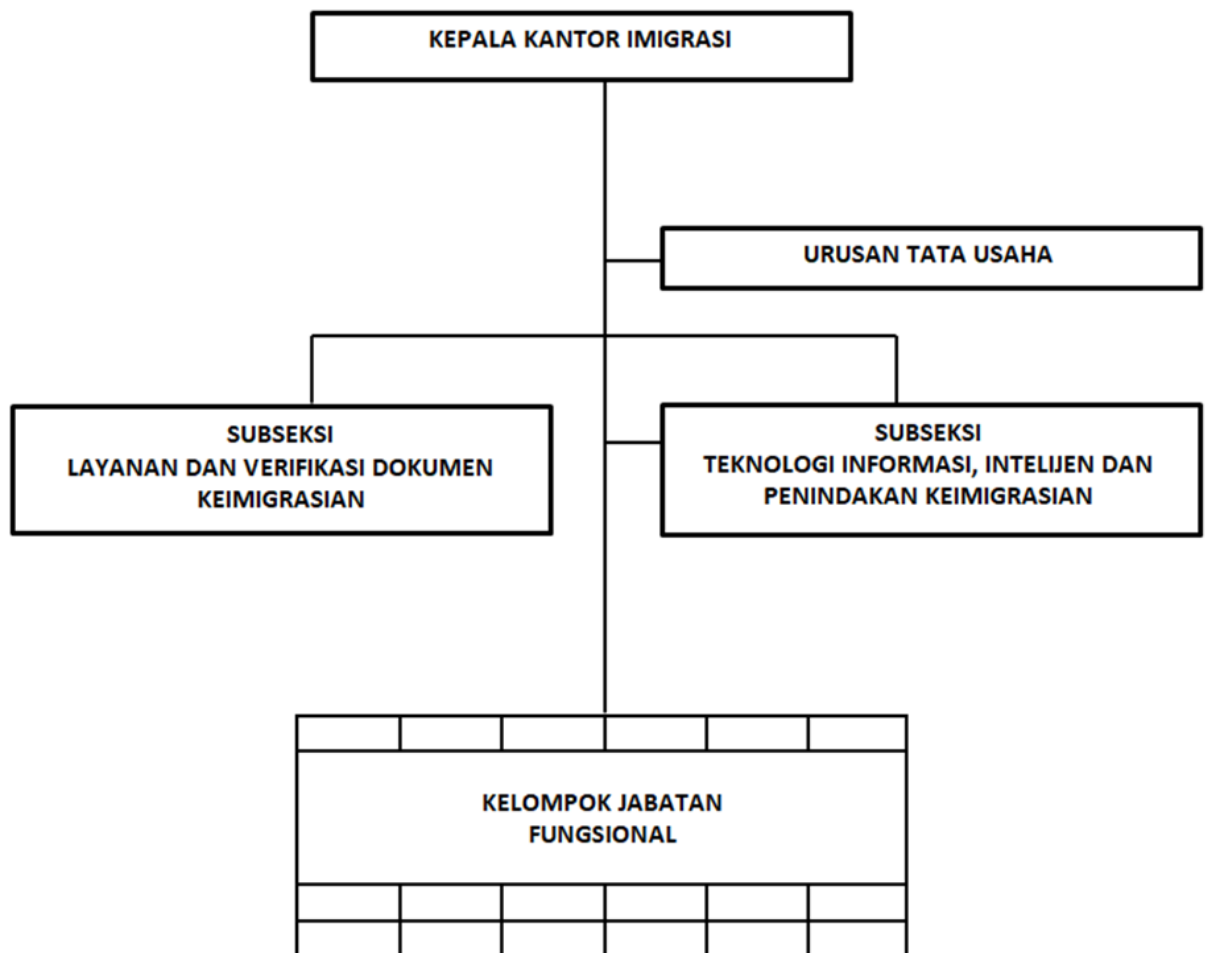 KEPALA KANTOR IMIGRASI
URUSAN TATA USAHA
SUBSEKSI
LAYANAN DAN VERIFIKASI DOKUMEN
KEIMIGRASIAN
SUBSEKSI
TEKNOLOGI INFORMASI, INTELIJEN DAN
PENINDAKAN KEIMIGRASIAN
KELOMPOK JABATAN
FUNGSIONAL